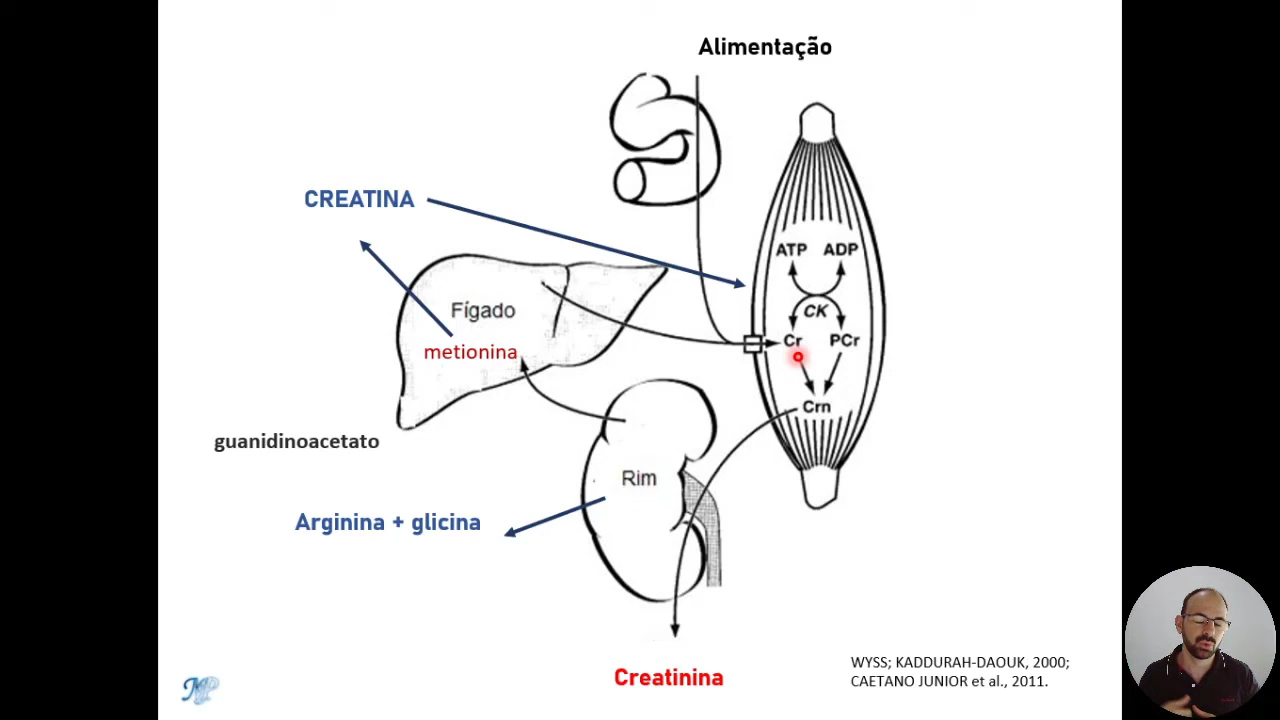 Alimentação
CREATINA
ATP ADP
Fígado
CK
metionina
Cr PCr
Crn
guanidinoacetato
Rim
Arginina + glicina
Creatinina
WYSS; KADDURAH-DAOUK, 2000;
CAETANO JUNIOR et al., 2011.